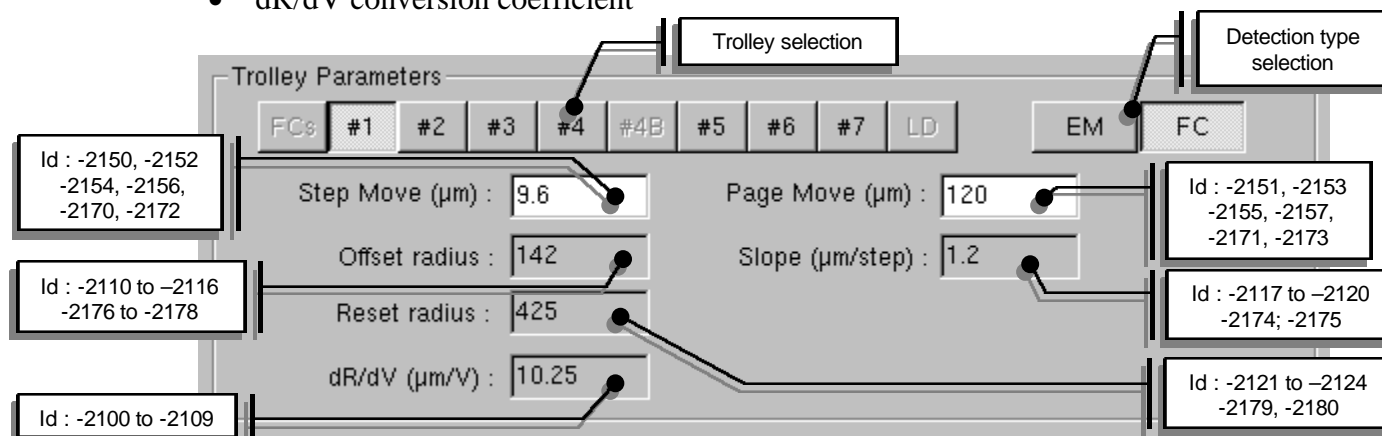 • dR/dV conversion coefficient
Trolley selection
Detection type
selection
Trolley Parameters
FCs #1 #2 #3 #4 #4B #5 #6 #7 LD EM FC
Id : -2150, -2152
-2154, -2156,
-2170, -2172
Step Move (µm) : 9.6
Page Move (µm) : 120
Id : -2151, -2153
-2155, -2157,
-2171, -2173
Offset radius : 142
Slope (µm/step) : 1.2
Id : -2110 to –2116
-2176 to -2178
Id : -2117 to –2120
-2174; -2175
Reset radius : 425
dR/dV (µm/V) : 10.25
Id : -2121 to –2124
-2179, -2180
Id : -2100 to -2109